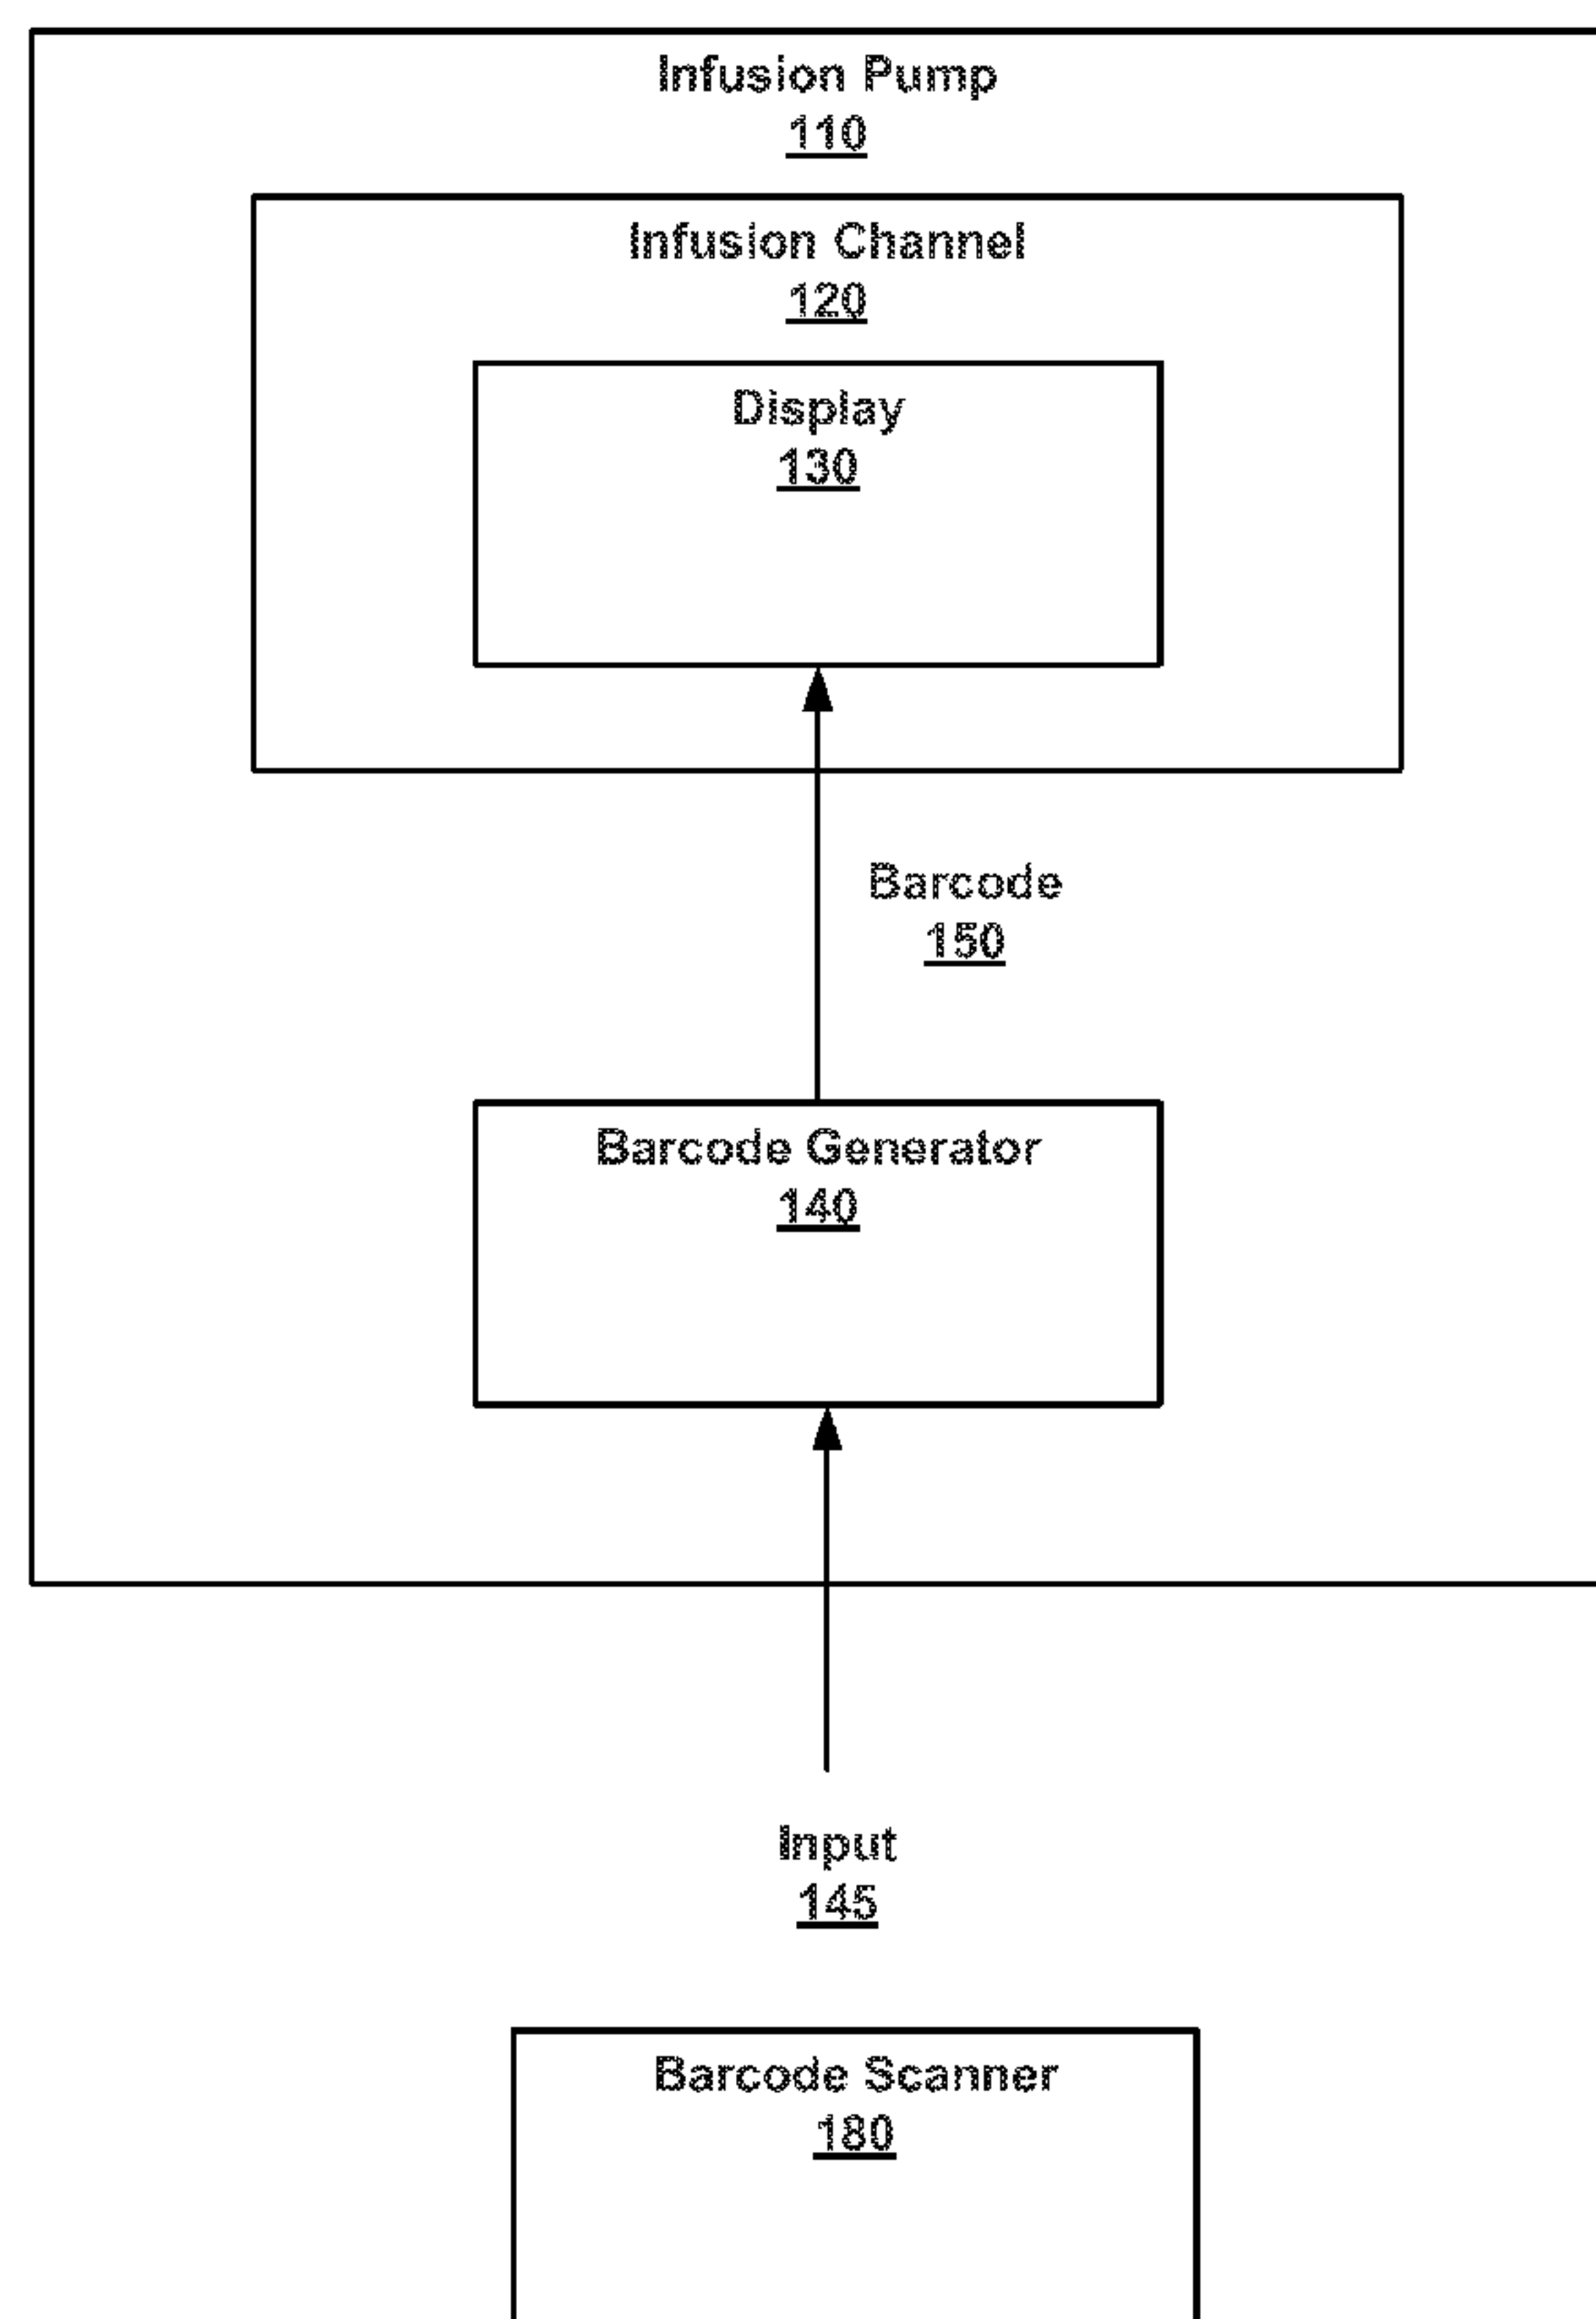 Infusion Pump
110
Infusion Channel
120
Display
130
Barcode
150
Barcode Generator
140
Input
145
Barcode Scanner
180